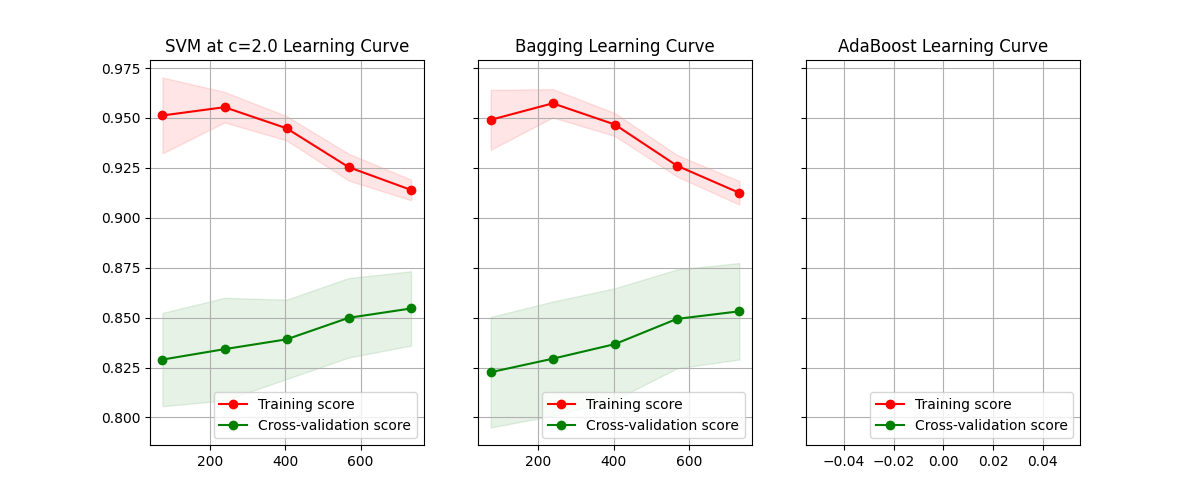 SVM at c=2.0 Learning Curve
Bagging Learning Curve
AdaBoost Learning Curve
0.975
0.950
0.925
0.900
0.875
0.850
0.825
0.800
Training score
Cross-validation score
Training score
Cross-validation score
Training score
Cross-validation score
200 400 600
200 400 600
−0.04 −0.02 0.00 0.02 0.04